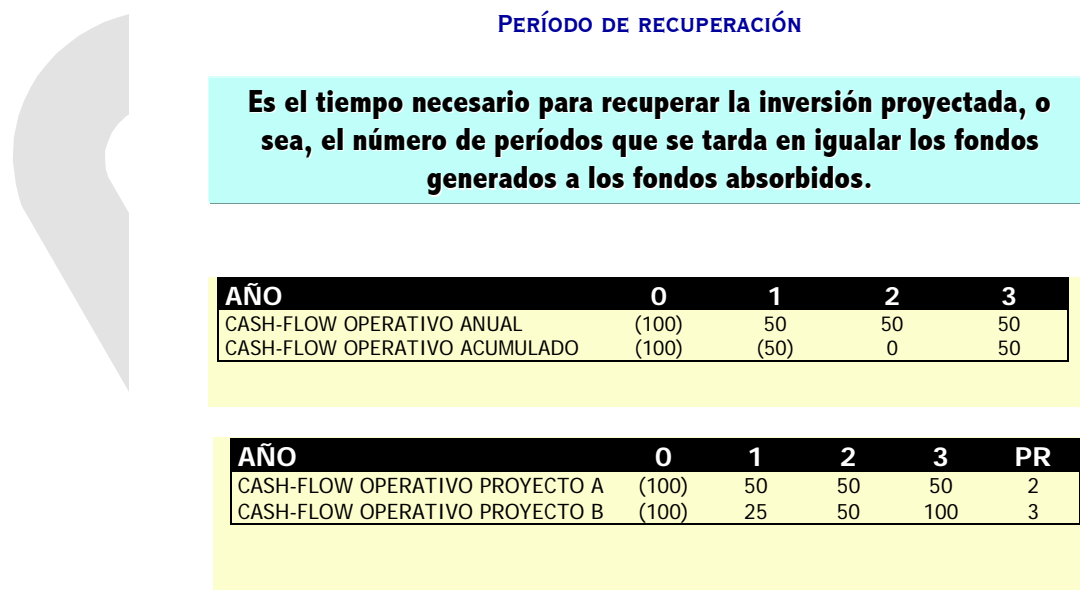 PERÍODO DE RECUPERACIÓN
Es el tiempo necesario para recuperar la inversión proyectada, o
sea, el número de períodos que se tarda en igualar los fondos
generados a los fondos absorbidos.
AÑO 0 1 2 3
CASH-FLOW OPERATIVO ANUAL (100) 50 50 50
CASH-FLOW OPERATIVO ACUMULADO (100) (50) 0 50
AÑO 0 1 2 3 PR
CASH-FLOW OPERATIVO PROYECTO A (100) 50 50 50 2
CASH-FLOW OPERATIVO PROYECTO B (100) 25 50 100 3